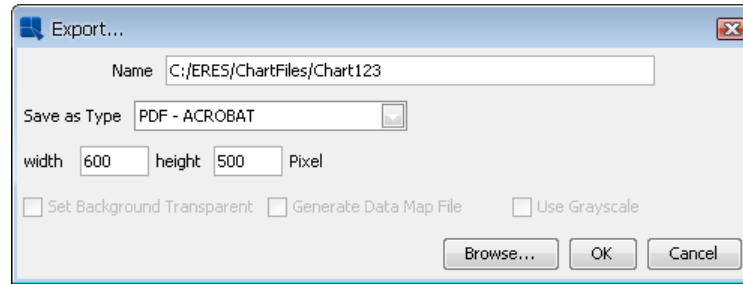 Export...
Name C:/ERES/ChartFiles/Chart123
Save as Type PDF - ACROBAT
width 600 height 500 Pixel
Set Background Transparent Generate Data Map File Use Grayscale
Browse... OK Cancel